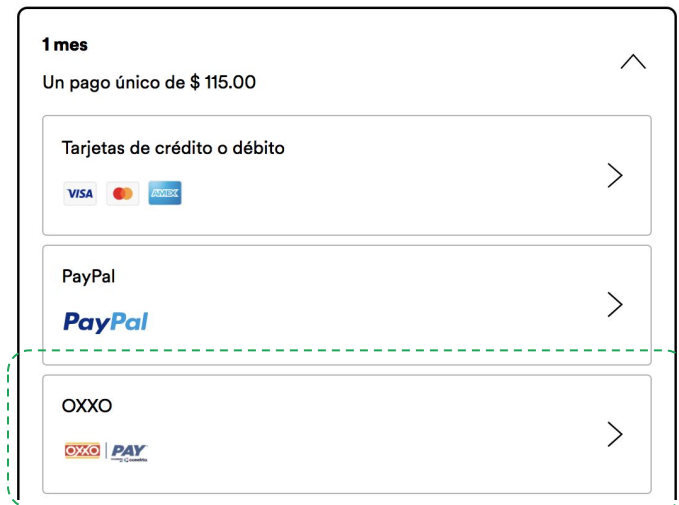 1 mes
Un pago único de $ 115.00
Tarjetas de crédito o débito
VISA AMEX
PayPal
PayPal
OXXO
OXXO PAY